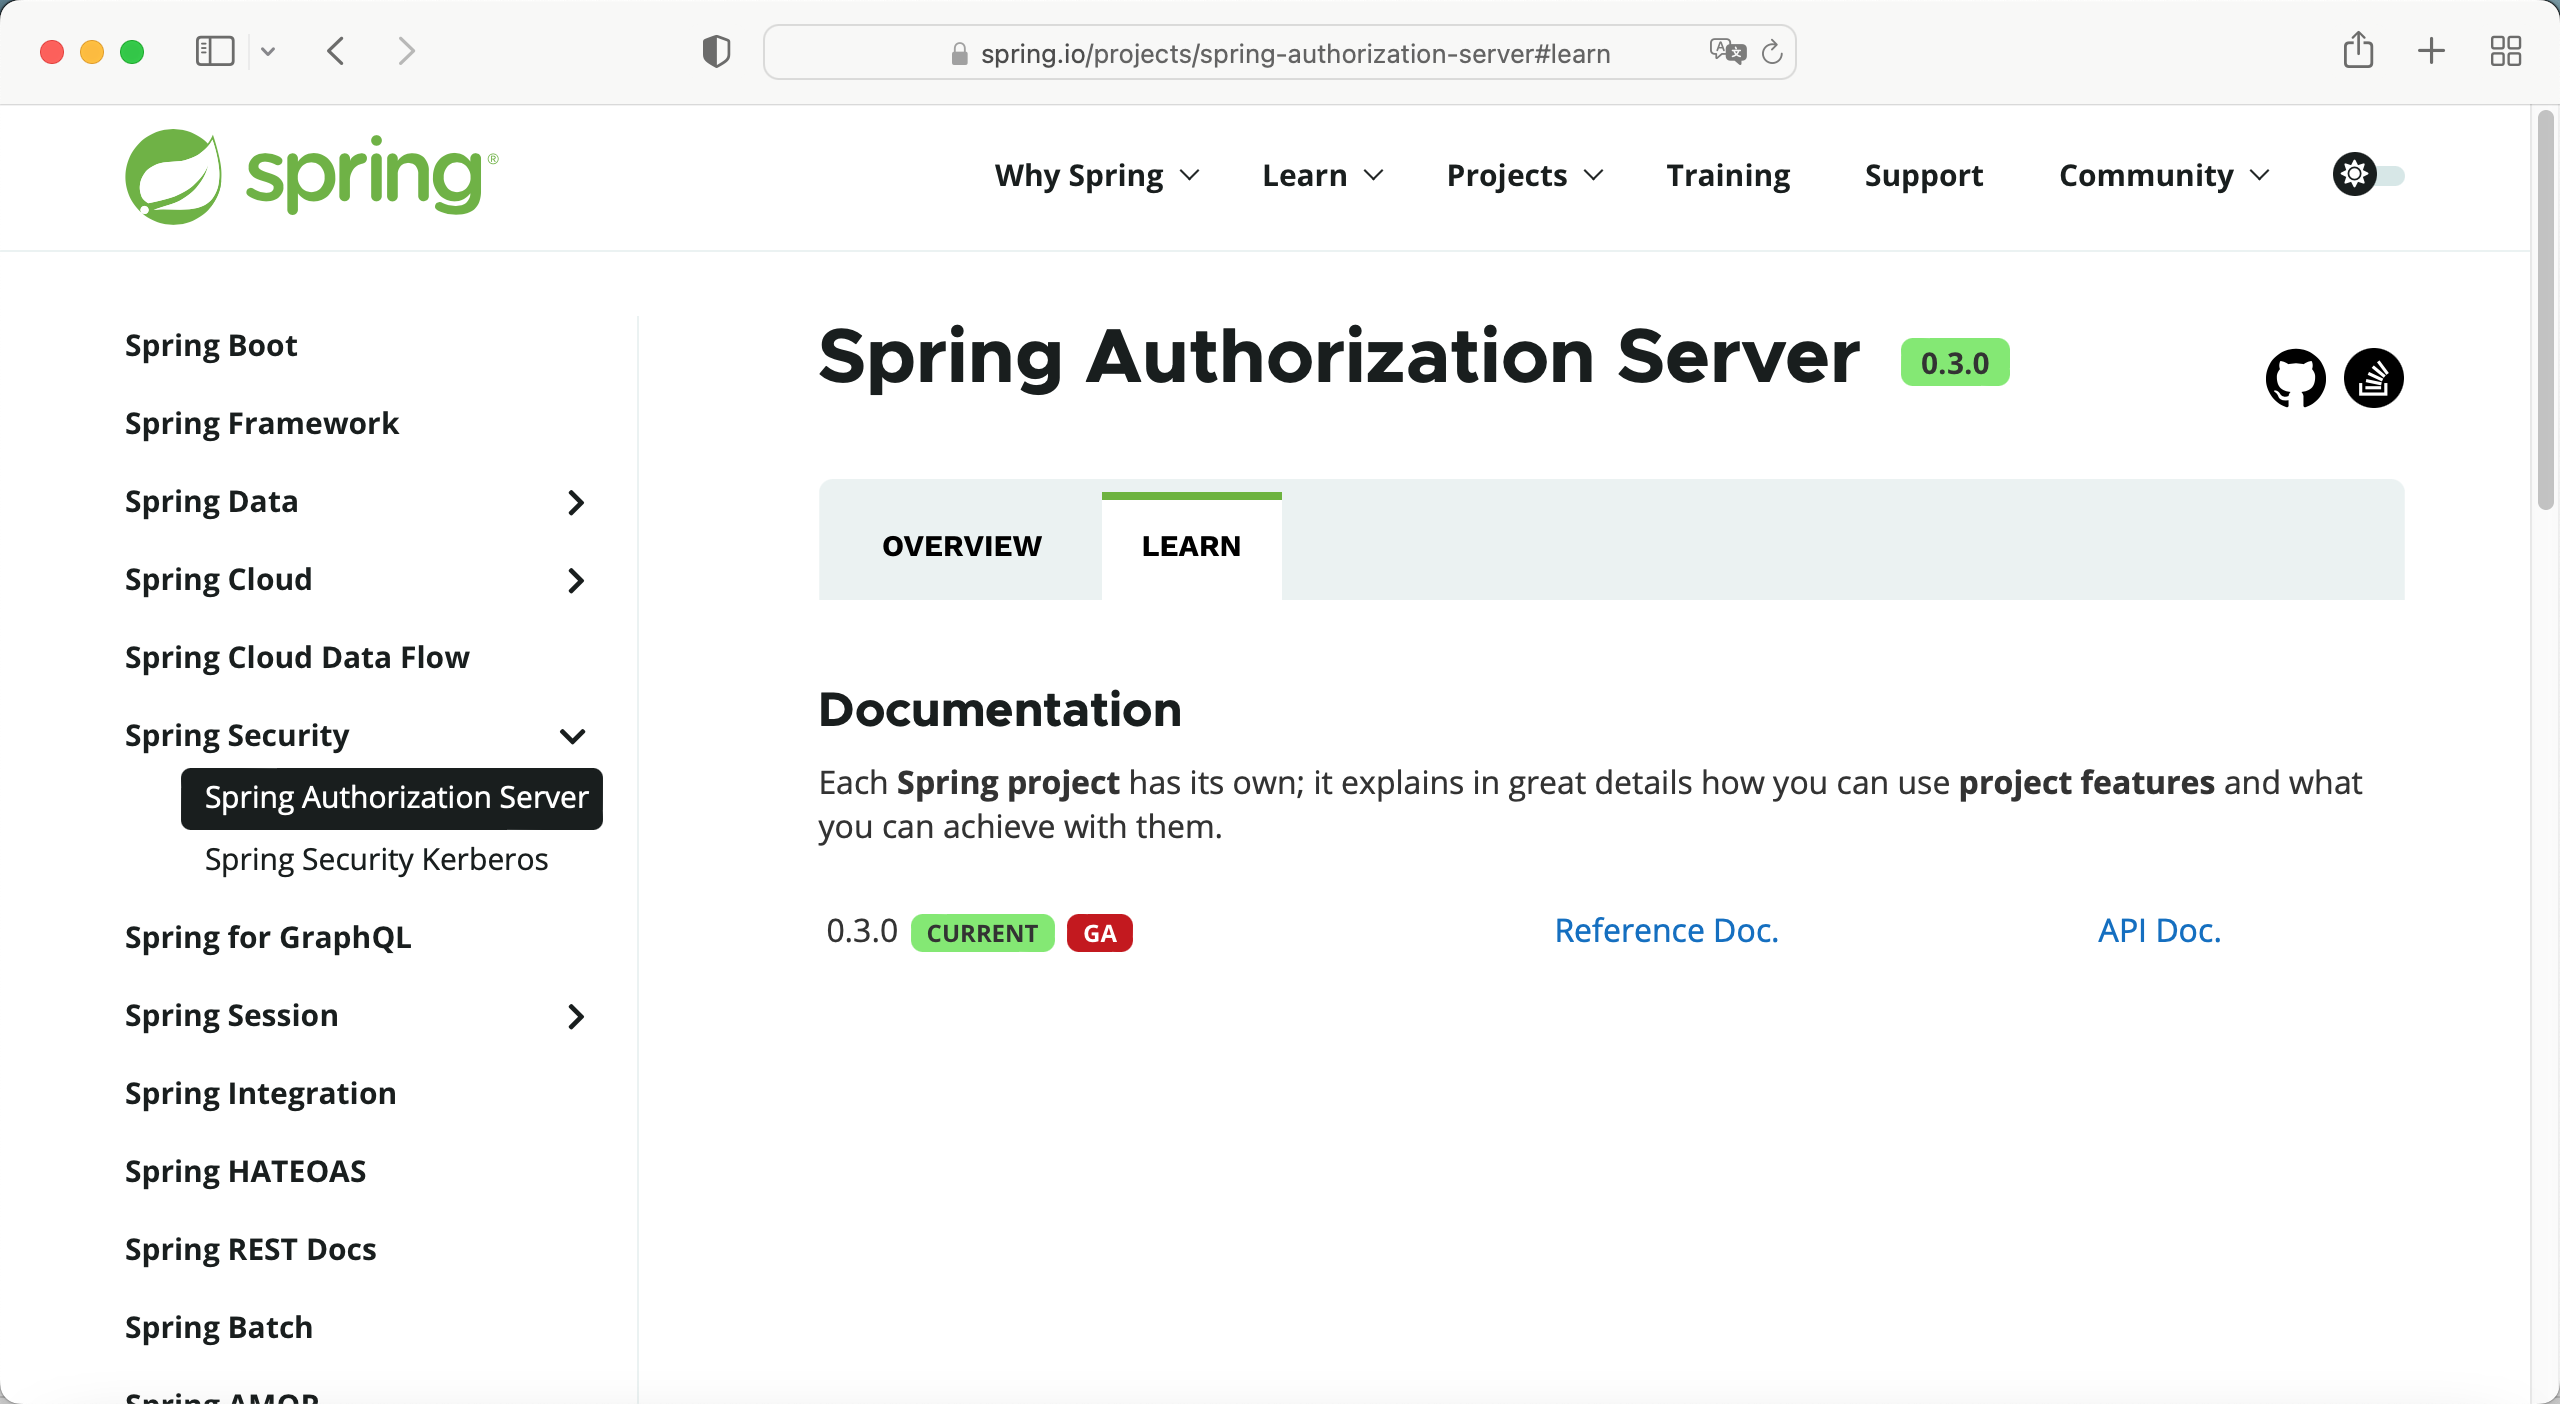 spring.io/projects/spring-authorization-server#learn
spring®
Why Spring
Learn
Projects
Training
Support
Community
Spring Boot
Spring Framework
Spring Data
Spring Cloud
Spring Cloud Data Flow
Spring Security
Spring Authorization Server
Spring Security Kerberos
Spring for GraphQL
Spring Session
Spring Integration
Spring HATEOAS
Spring REST Docs
Spring Batch
Spring AMQP
Spring Authorization Server 0.3.0
OVERVIEW
LEARN
Documentation
Each Spring project has its own; it explains in great details how you can use project features and what
you can achieve with them.
0.3.0 CURRENT GA Reference Doc. API Doc.